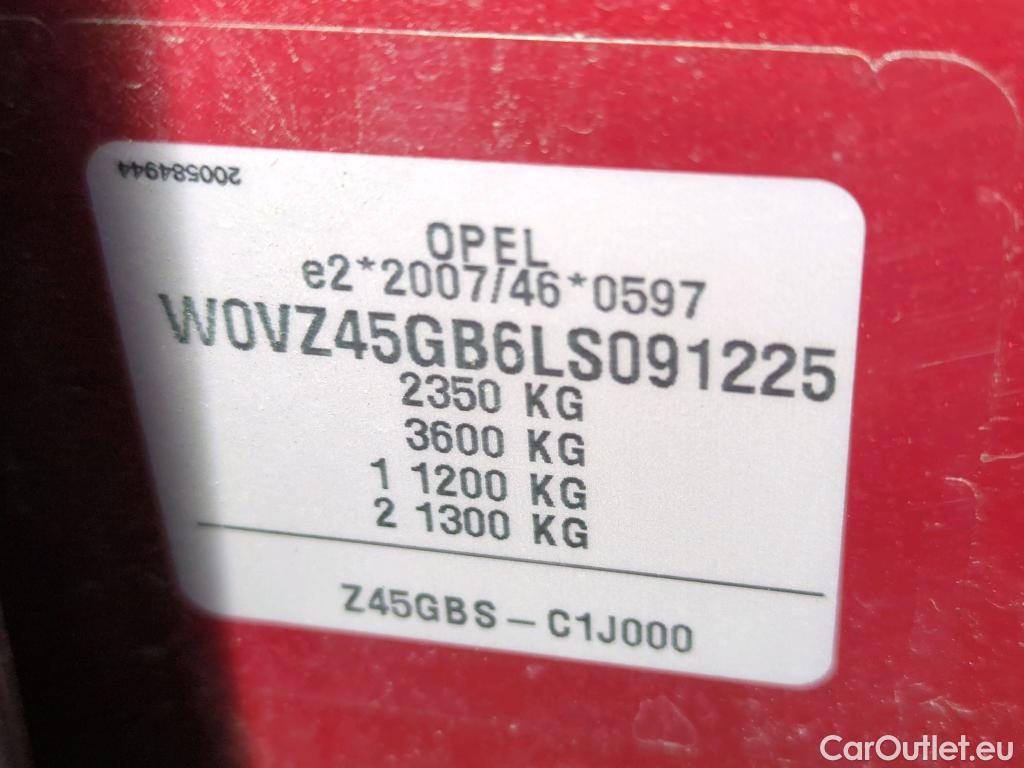 200584944
OPEL
e2*2007/46*0597
W0VZ45GB6LS091225
2350 KG
3600 KG
1 1200 KG
2 1300 KG
Z45GBS – C1J000
CarOutlet.eu